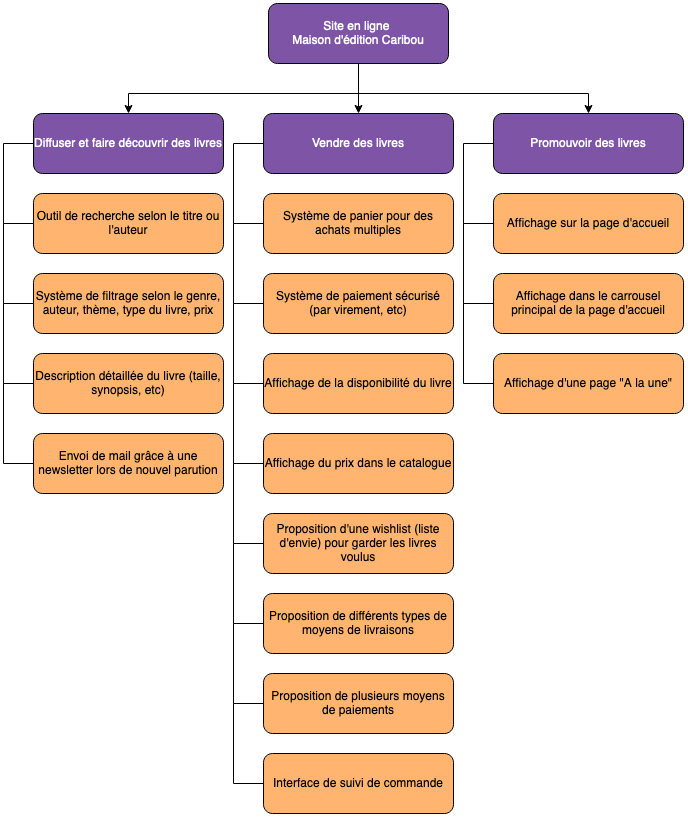 Site en ligne
Maison d'édition Caribou
Diffuser et faire découvrir des livres
Outil de recherche selon le titre ou
l'auteur
Système de filtrage selon le genre,
auteur, thème, type du livre, prix
Description détaillée du livre (taille,
synopsis, etc)
Envoi de mail grâce à une
newsletter lors de nouvel parution
Vendre des livres
Système de panier pour des
achats multiples
Système de paiement sécurisé
(par virement, etc)
Affichage de la disponibilité du livre
Affichage du prix dans le catalogue
Proposition d'une wishlist (liste
d'envie) pour garder les livres
voulus
Proposition de différents types de
moyens de livraisons
Proposition de plusieurs moyens
de paiements
Interface de suivi de commande
Promouvoir des livres
Affichage sur la page d'accueil
Affichage dans le carrousel
principal de la page d'accueil
Affichage d'une page "A la une"